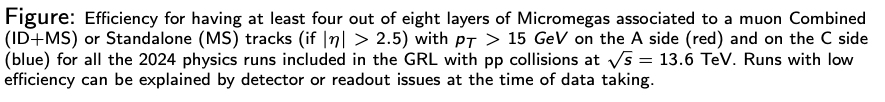 Figure: Efficiency for having at least four out of eight layers of Micromegas associated to a muon Combined
(ID+MS) or Standalone (MS) tracks (if |η| > 2.5) with p_T > 15 GeV on the A side (red) and on the C side
(blue) for all the 2024 physics runs included in the GRL with pp collisions at √s = 13.6 TeV. Runs with low
efficiency can be explained by detector or readout issues at the time of data taking.